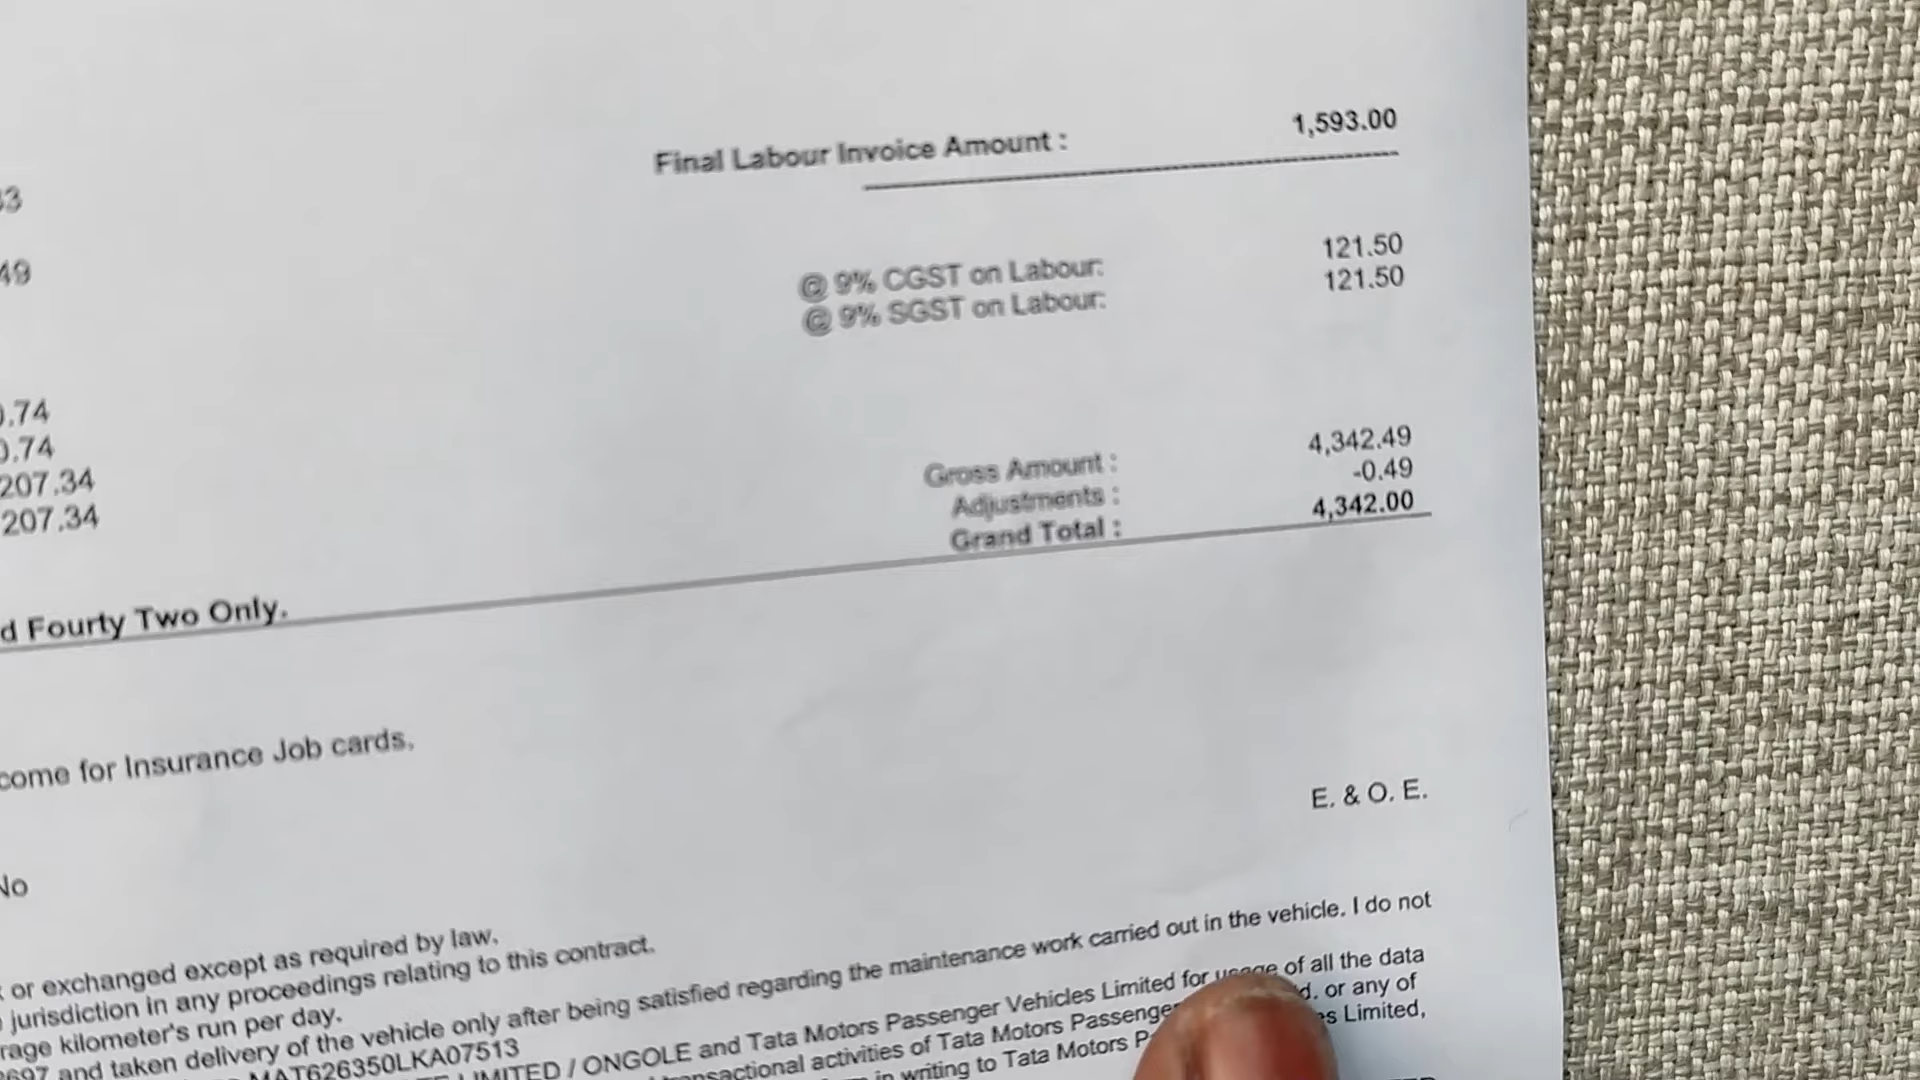 Final Labour Invoice Amount : 1,593.00
33
49
@ 9% CGST on Labour: 121.50
@ 9% SGST on Labour: 121.50
.74
.74
207.34
207.34
Gross Amount : 4,342.49
Adjustments : -0.49
Grand Total : 4,342.00
d Fourty Two Only.
come for Insurance Job cards,
E. & O. E.
No
or exchanged except as required by law.
jurisdiction in any proceedings relating to this contract.
rage kilometer's run per day.
697 and taken delivery of the vehicle only after being satisfied regarding the maintenance work carried out in the vehicle. I do not
MAT626350LKA07513
LIMITED / ONGOLE and Tata Motors Passenger Vehicles Limited for usage of all the data
transactional activities of Tata Motors Passenge d. or any of
in writing to Tata Motors P es Limited,